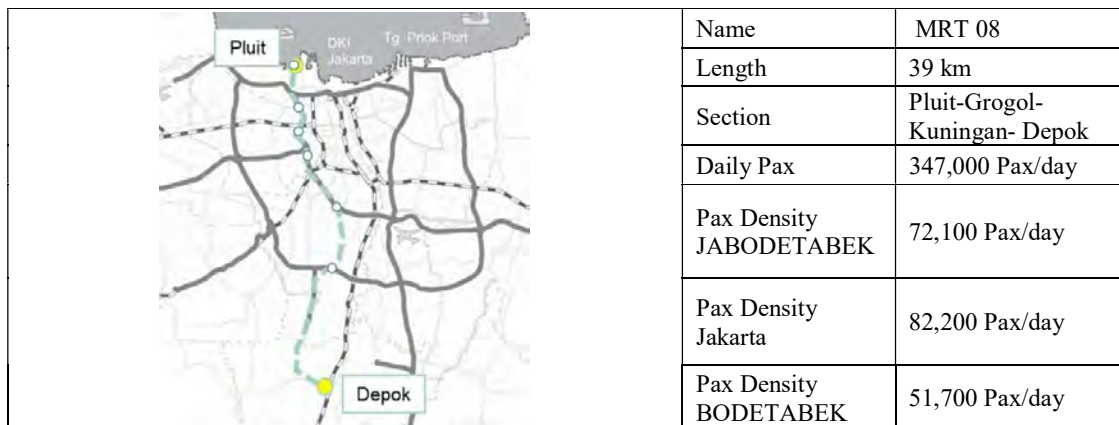 Pluit
DKI
Jakarta
Tg. Priok Port
Depok
Name
MRT 08
Length
39 km
Section
Pluit-Grogol-
Kuningan- Depok
Daily Pax
347,000 Pax/day
Pax Density
JABODETABEK
72,100 Pax/day
Pax Density
Jakarta
82,200 Pax/day
Pax Density
BODETABEK
51,700 Pax/day